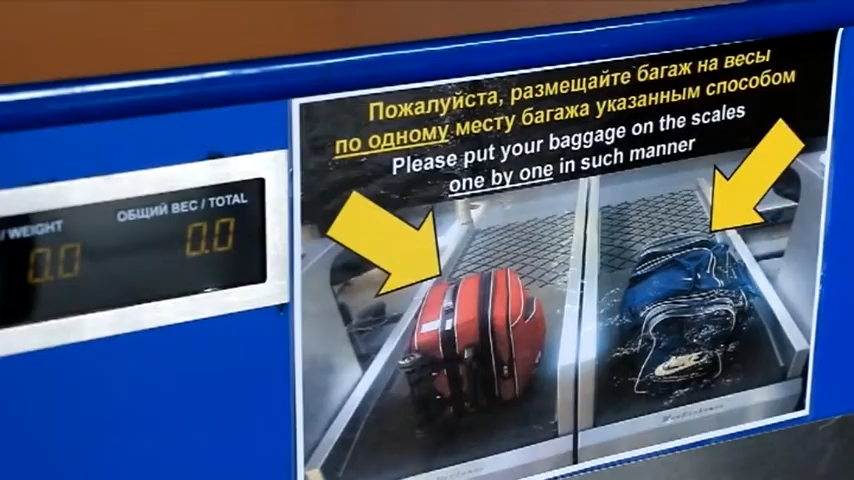 / WEIGHT
ОБЩИЙ ВЕС / TOTAL
0.0
0.0
Пожалуйста, размещайте багаж на весы
по одному месту багажа указанным способом
Please put your baggage on the scales
one by one in such manner